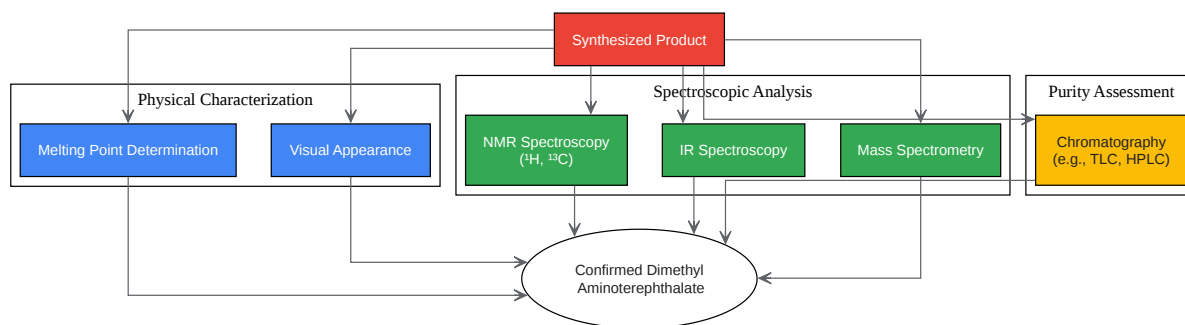 Synthesized Product
Physical Characterization
Spectroscopic Analysis
Purity Assessment
Melting Point Determination
Visual Appearance
NMR Spectroscopy
(¹H, ¹³C)
IR Spectroscopy
Mass Spectrometry
Chromatography
(e.g., TLC, HPLC)
Confirmed Dimethyl
Aminoterephthalate